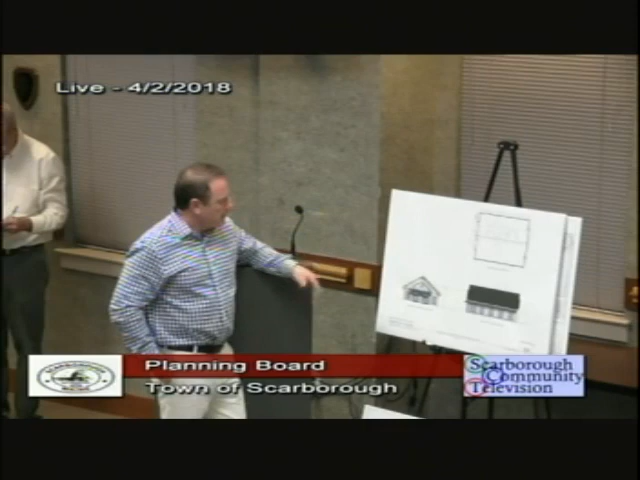 Live - 4/2/2018
Planning Board
Town of Scarborough
Scarborough
Community
Television